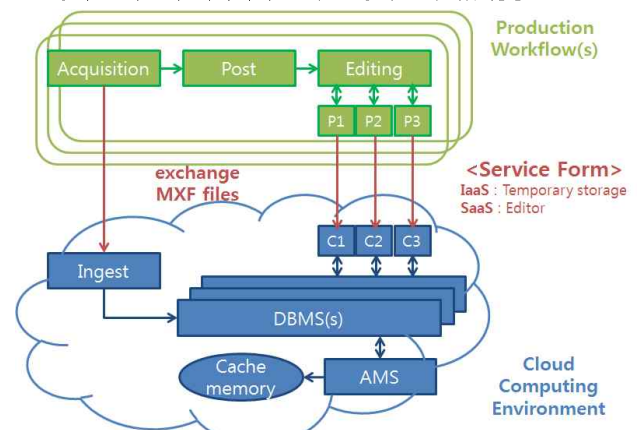 Production
Workflow(s)
Acquisition
Post
Editing
P1
P2
P3
exchange
MXF files
<Service Form>
IaaS : Temporary storage
SaaS : Editor
C1
C2
C3
Ingest
DBMS(s)
Cache
memory
AMS
Cloud
Computing
Environment